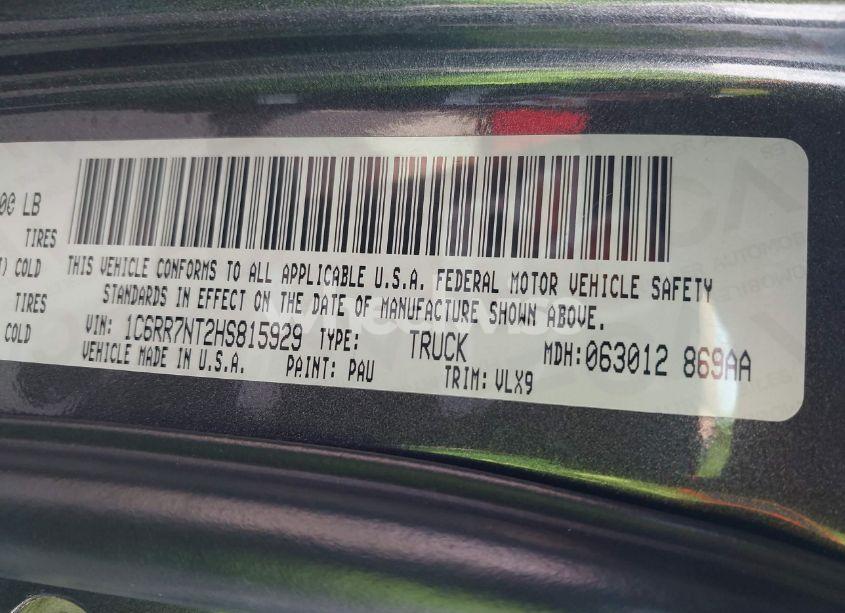 00 LB
TIRES
) COLD
TIRES
COLD
THIS VEHICLE CONFORMS TO ALL APPLICABLE U.S.A. FEDERAL MOTOR VEHICLE SAFETY
STANDARDS IN EFFECT ON THE DATE OF MANUFACTURE SHOWN ABOVE.
VIN: 1C6RR7NT2HS815929 TYPE: TRUCK MDH: 063012 869AA
VEHICLE MADE IN U.S.A. PAINT: PAU TRIM: VLX9